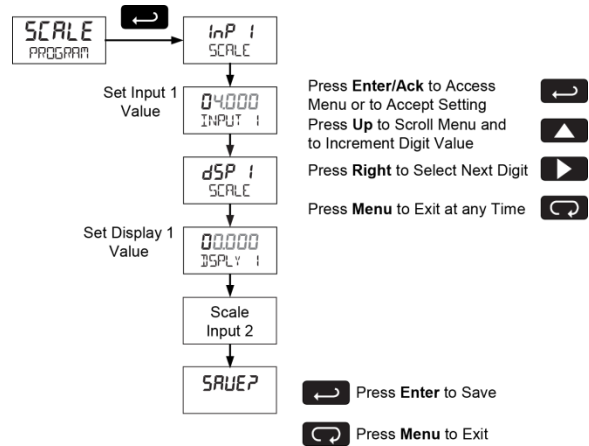 SCALE
PROGRAM
InP 1
SCALE
Set Input 1
Value
04.000
INPUT 1
dSP 1
SCALE
Set Display 1
Value
00.000
DSPLY 1
Scale
Input 2
SAVE?
Press Enter/Ack to Access
Menu or to Accept Setting
Press Up to Scroll Menu and
to Increment Digit Value
Press Right to Select Next Digit
Press Menu to Exit at any Time
Press Enter to Save
Press Menu to Exit